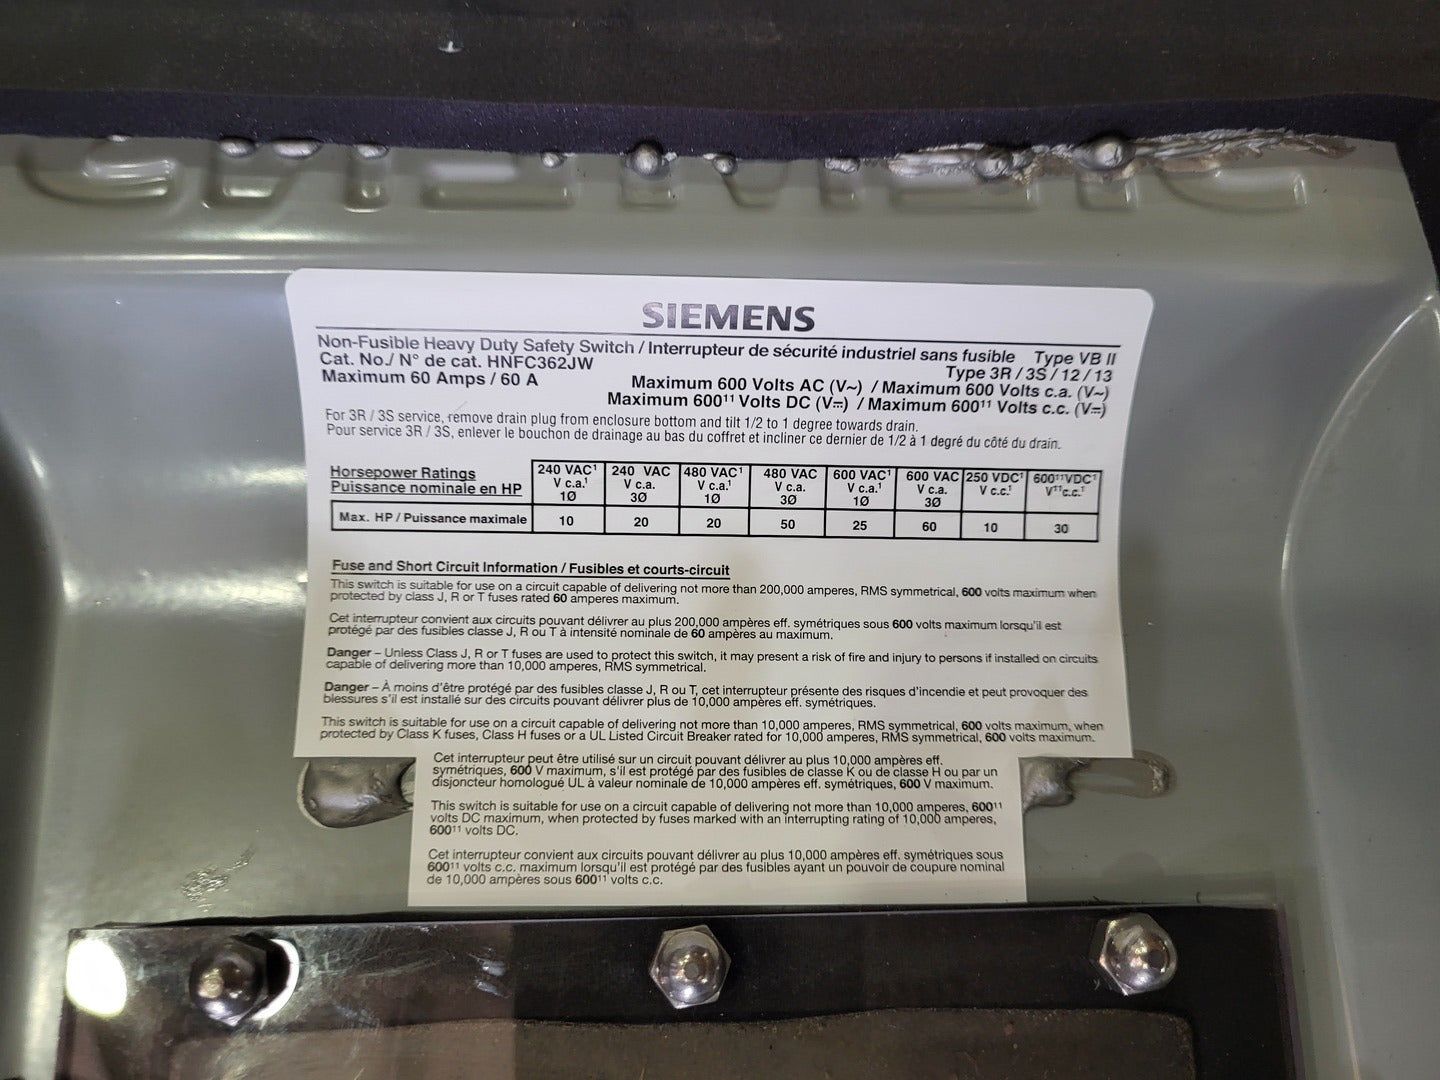 SIEMENS
SIEMENS
Non-Fusible Heavy Duty Safety Switch / Interrupteur de sécurité industriel sans fusible Type VB II
Cat. No./ N° de cat. HNFC362JW Type 3R / 3S / 12 / 13
Maximum 60 Amps / 60 A Maximum 600 Volts AC (V~) / Maximum 600 Volts c.a. (V~)
Maximum 600¹¹ Volts DC (V⎓) / Maximum 600¹¹ Volts c.c. (V⎓)
For 3R / 3S service, remove drain plug from enclosure bottom and tilt 1/2 to 1 degree towards drain.
Pour service 3R / 3S, enlever le bouchon de drainage au bas du coffret et incliner ce dernier de 1/2 à 1 degré du côté du drain.
Horsepower Ratings 240 VAC¹ 240 VAC 480 VAC¹ 480 VAC 600 VAC¹ 600 VAC 250 VDC¹ 600¹¹VDC¹
Puissance nominale en HP V c.a.¹ V c.a. V c.a.¹ V c.a. V c.a.¹ V c.a. V c.c.¹ V¹¹c.c.¹
1Ø 3Ø 1Ø 3Ø 1Ø 3Ø
Max. HP / Puissance maximale 10 20 20 50 25 60 10 30
Fuse and Short Circuit Information / Fusibles et courts-circuit
This switch is suitable for use on a circuit capable of delivering not more than 200,000 amperes, RMS symmetrical, 600 volts maximum when
protected by class J, R or T fuses rated 60 amperes maximum.
Cet interrupteur convient aux circuits pouvant délivrer au plus 200,000 ampères eff. symétriques sous 600 volts maximum lorsqu'il est
protégé par des fusibles classe J, R ou T à intensité nominale de 60 ampères au maximum.
Danger – Unless Class J, R or T fuses are used to protect this switch, it may present a risk of fire and injury to persons if installed on circuits
capable of delivering more than 10,000 amperes, RMS symmetrical.
Danger – À moins d'être protégé par des fusibles classe J, R ou T, cet interrupteur présente des risques d'incendie et peut provoquer des
blessures s'il est installé sur des circuits pouvant délivrer plus de 10,000 ampères eff. symétriques.
This switch is suitable for use on a circuit capable of delivering not more than 10,000 amperes, RMS symmetrical, 600 volts maximum, when
protected by Class K fuses, Class H fuses or a UL Listed Circuit Breaker rated for 10,000 amperes, RMS symmetrical, 600 volts maximum.
Cet interrupteur peut être utilisé sur un circuit pouvant délivrer au plus 10,000 ampères eff.
symétriques, 600 V maximum, s'il est protégé par des fusibles de classe K ou de classe H ou par un
disjoncteur homologué UL à valeur nominale de 10,000 ampères eff. symétriques, 600 V maximum.
This switch is suitable for use on a circuit capable of delivering not more than 10,000 amperes, 600¹¹
volts DC maximum, when protected by fuses marked with an interrupting rating of 10,000 amperes,
600¹¹ volts DC.
Cet interrupteur convient aux circuits pouvant délivrer au plus 10,000 ampères eff. symétriques sous
600¹¹ volts c.c. maximum lorsqu'il est protégé par des fusibles ayant un pouvoir de coupure nominal
de 10,000 ampères sous 600¹¹ volts c.c.